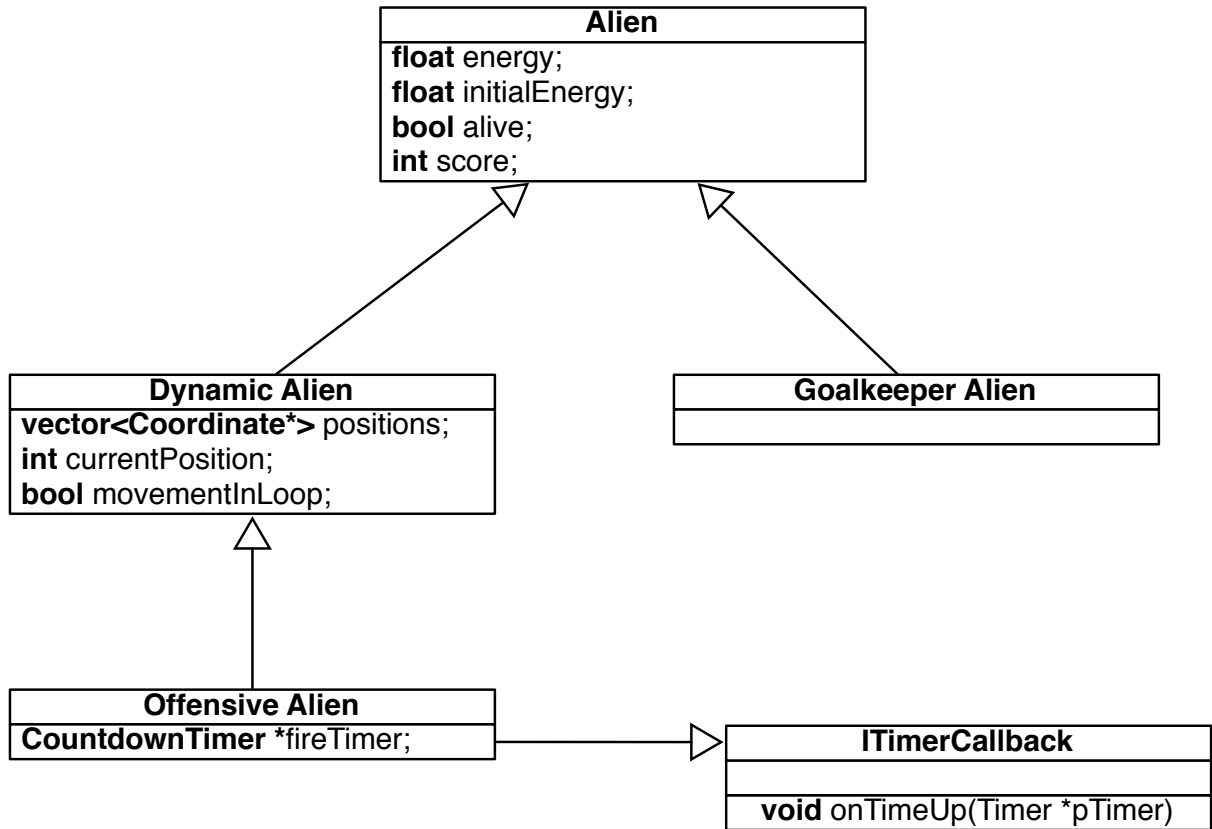 Alien
float energy;
float initialEnergy;
bool alive;
int score;
Dynamic Alien
vector<Coordinate*> positions;
int currentPosition;
bool movementInLoop;
Goalkeeper Alien
Offensive Alien
CountdownTimer *fireTimer;
ITimerCallback
void onTimeUp(Timer *pTimer)